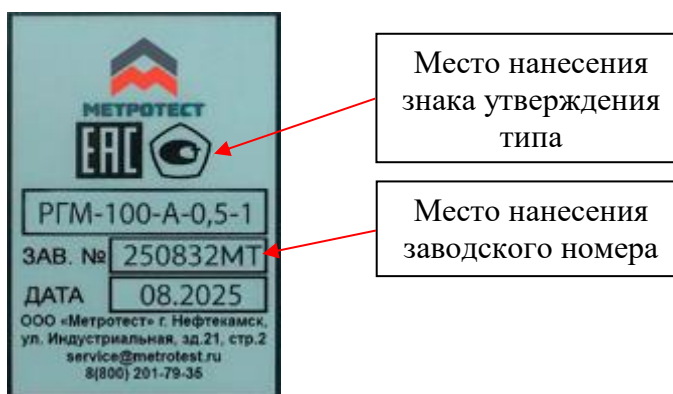 МЕТРОТЕСТ
ЕАС
РГМ-100-А-0,5-1
ЗАВ. № 250832МТ
ДАТА 08.2025
ООО «Метротест» г. Нефтекамск,
ул. Индустриальная, зд.21, стр.2
service@metrotest.ru
8(800) 201-79-35
Место нанесения
знака утверждения
типа
Место нанесения
заводского номера